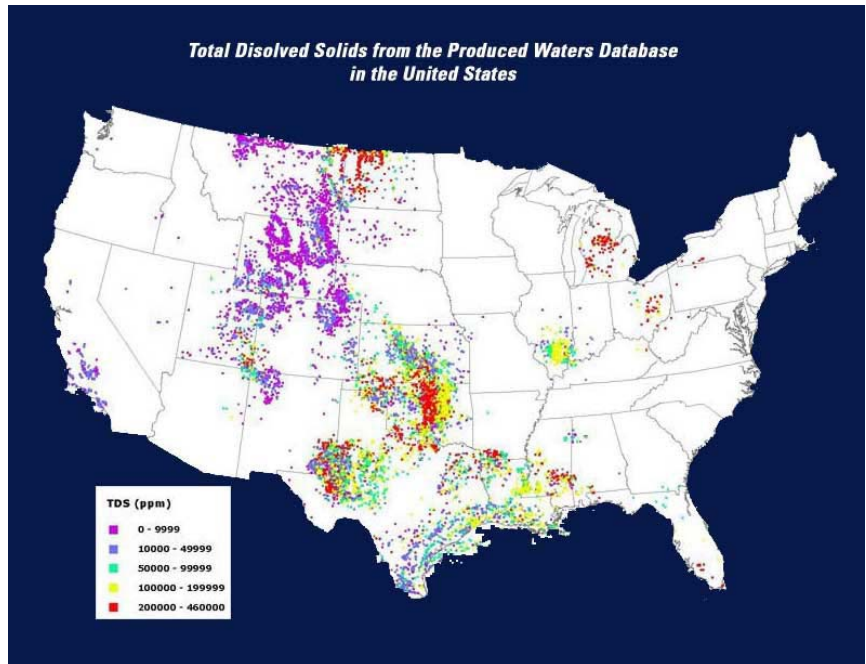 Total Disolved Solids from the Produced Waters Database
in the United States
TDS (ppm)
0 - 9999
10000 - 49999
50000 - 99999
100000 - 199999
200000 - 460000